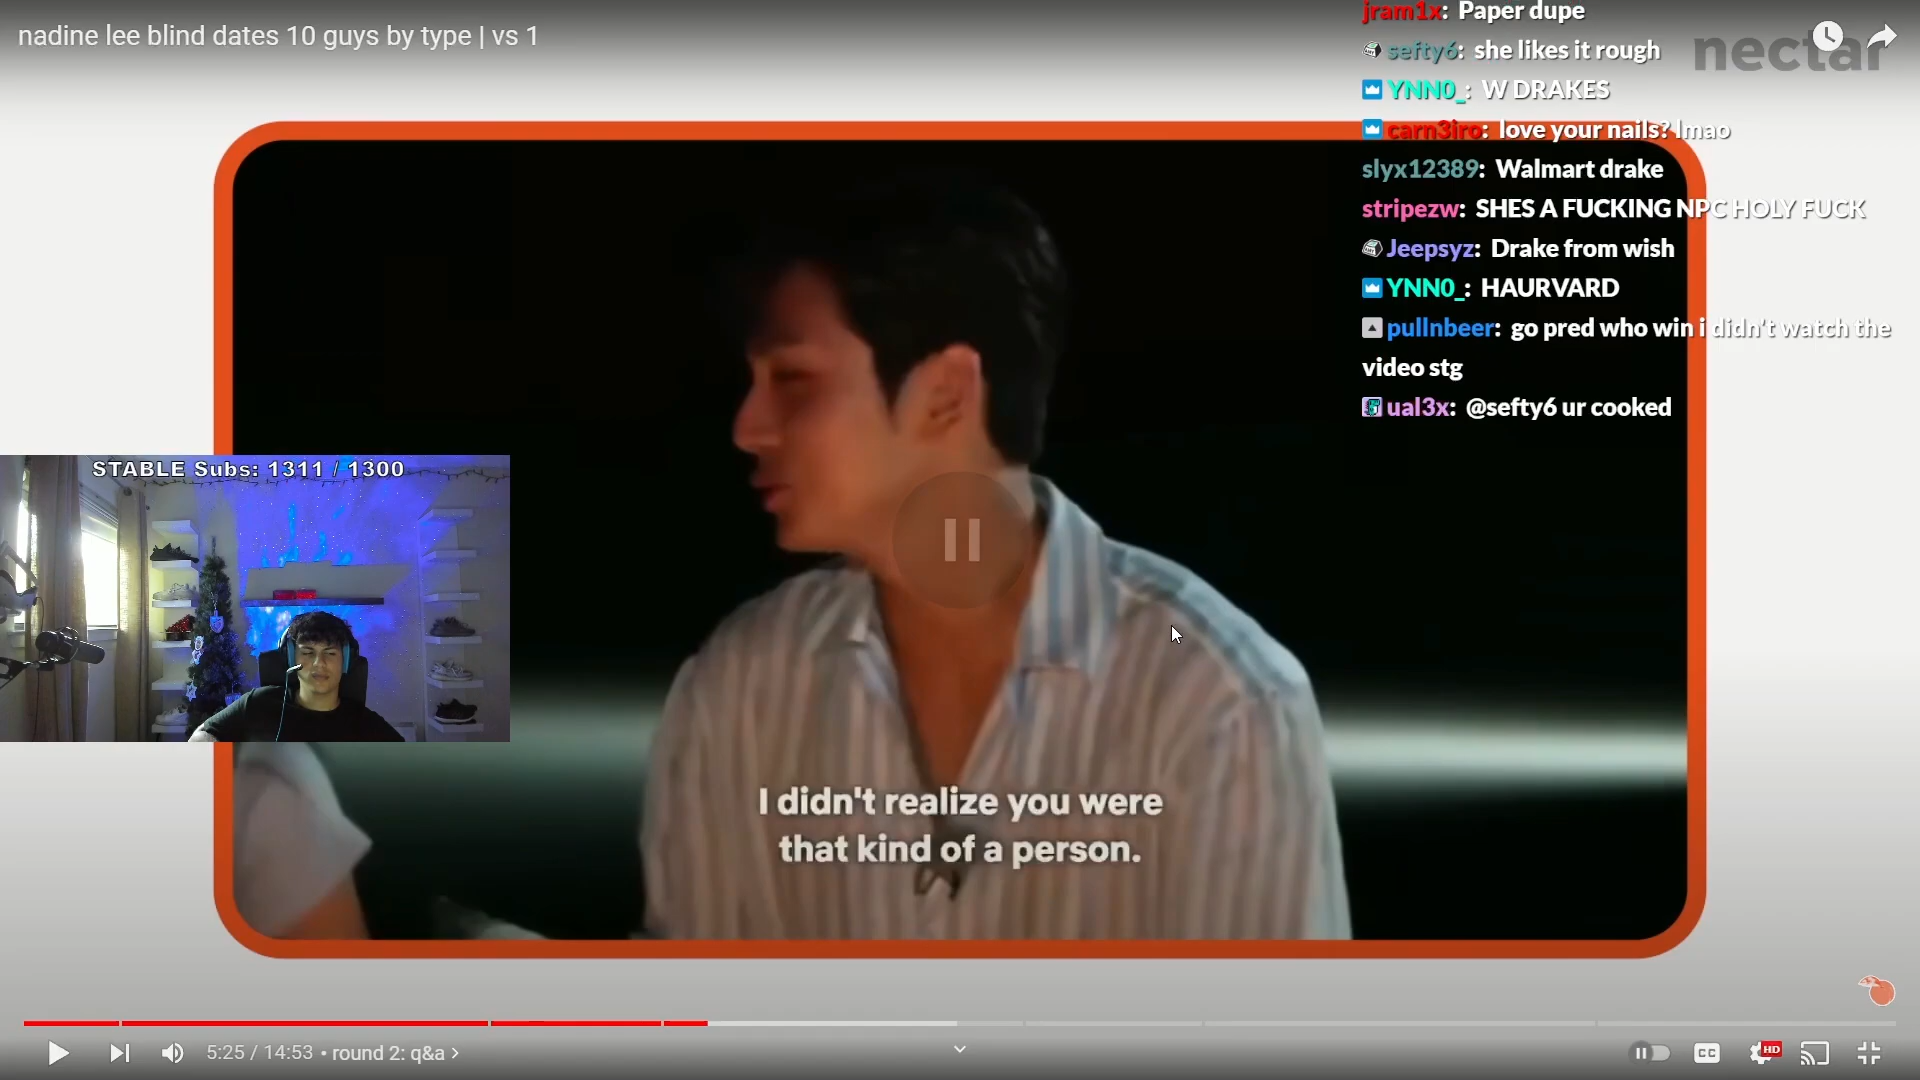 nadine lee blind dates 10 guys by type | vs 1
nectar
jram1x: Paper dupe
sefty6: she likes it rough
YNN0_: W DRAKES
carn3iro: love your nails? lmao
slyx12389: Walmart drake
stripezw: SHES A FUCKING NPC HOLY FUCK
Jeepsyz: Drake from wish
YNN0_: HAURVARD
pullnbeer: go pred who win i didn't watch the
video stg
ual3x: @sefty6 ur cooked
STABLE Subs: 1311 / 1300
I didn't realize you were
that kind of a person.
5:25 / 14:53 • round 2: q&a >
CC
HD